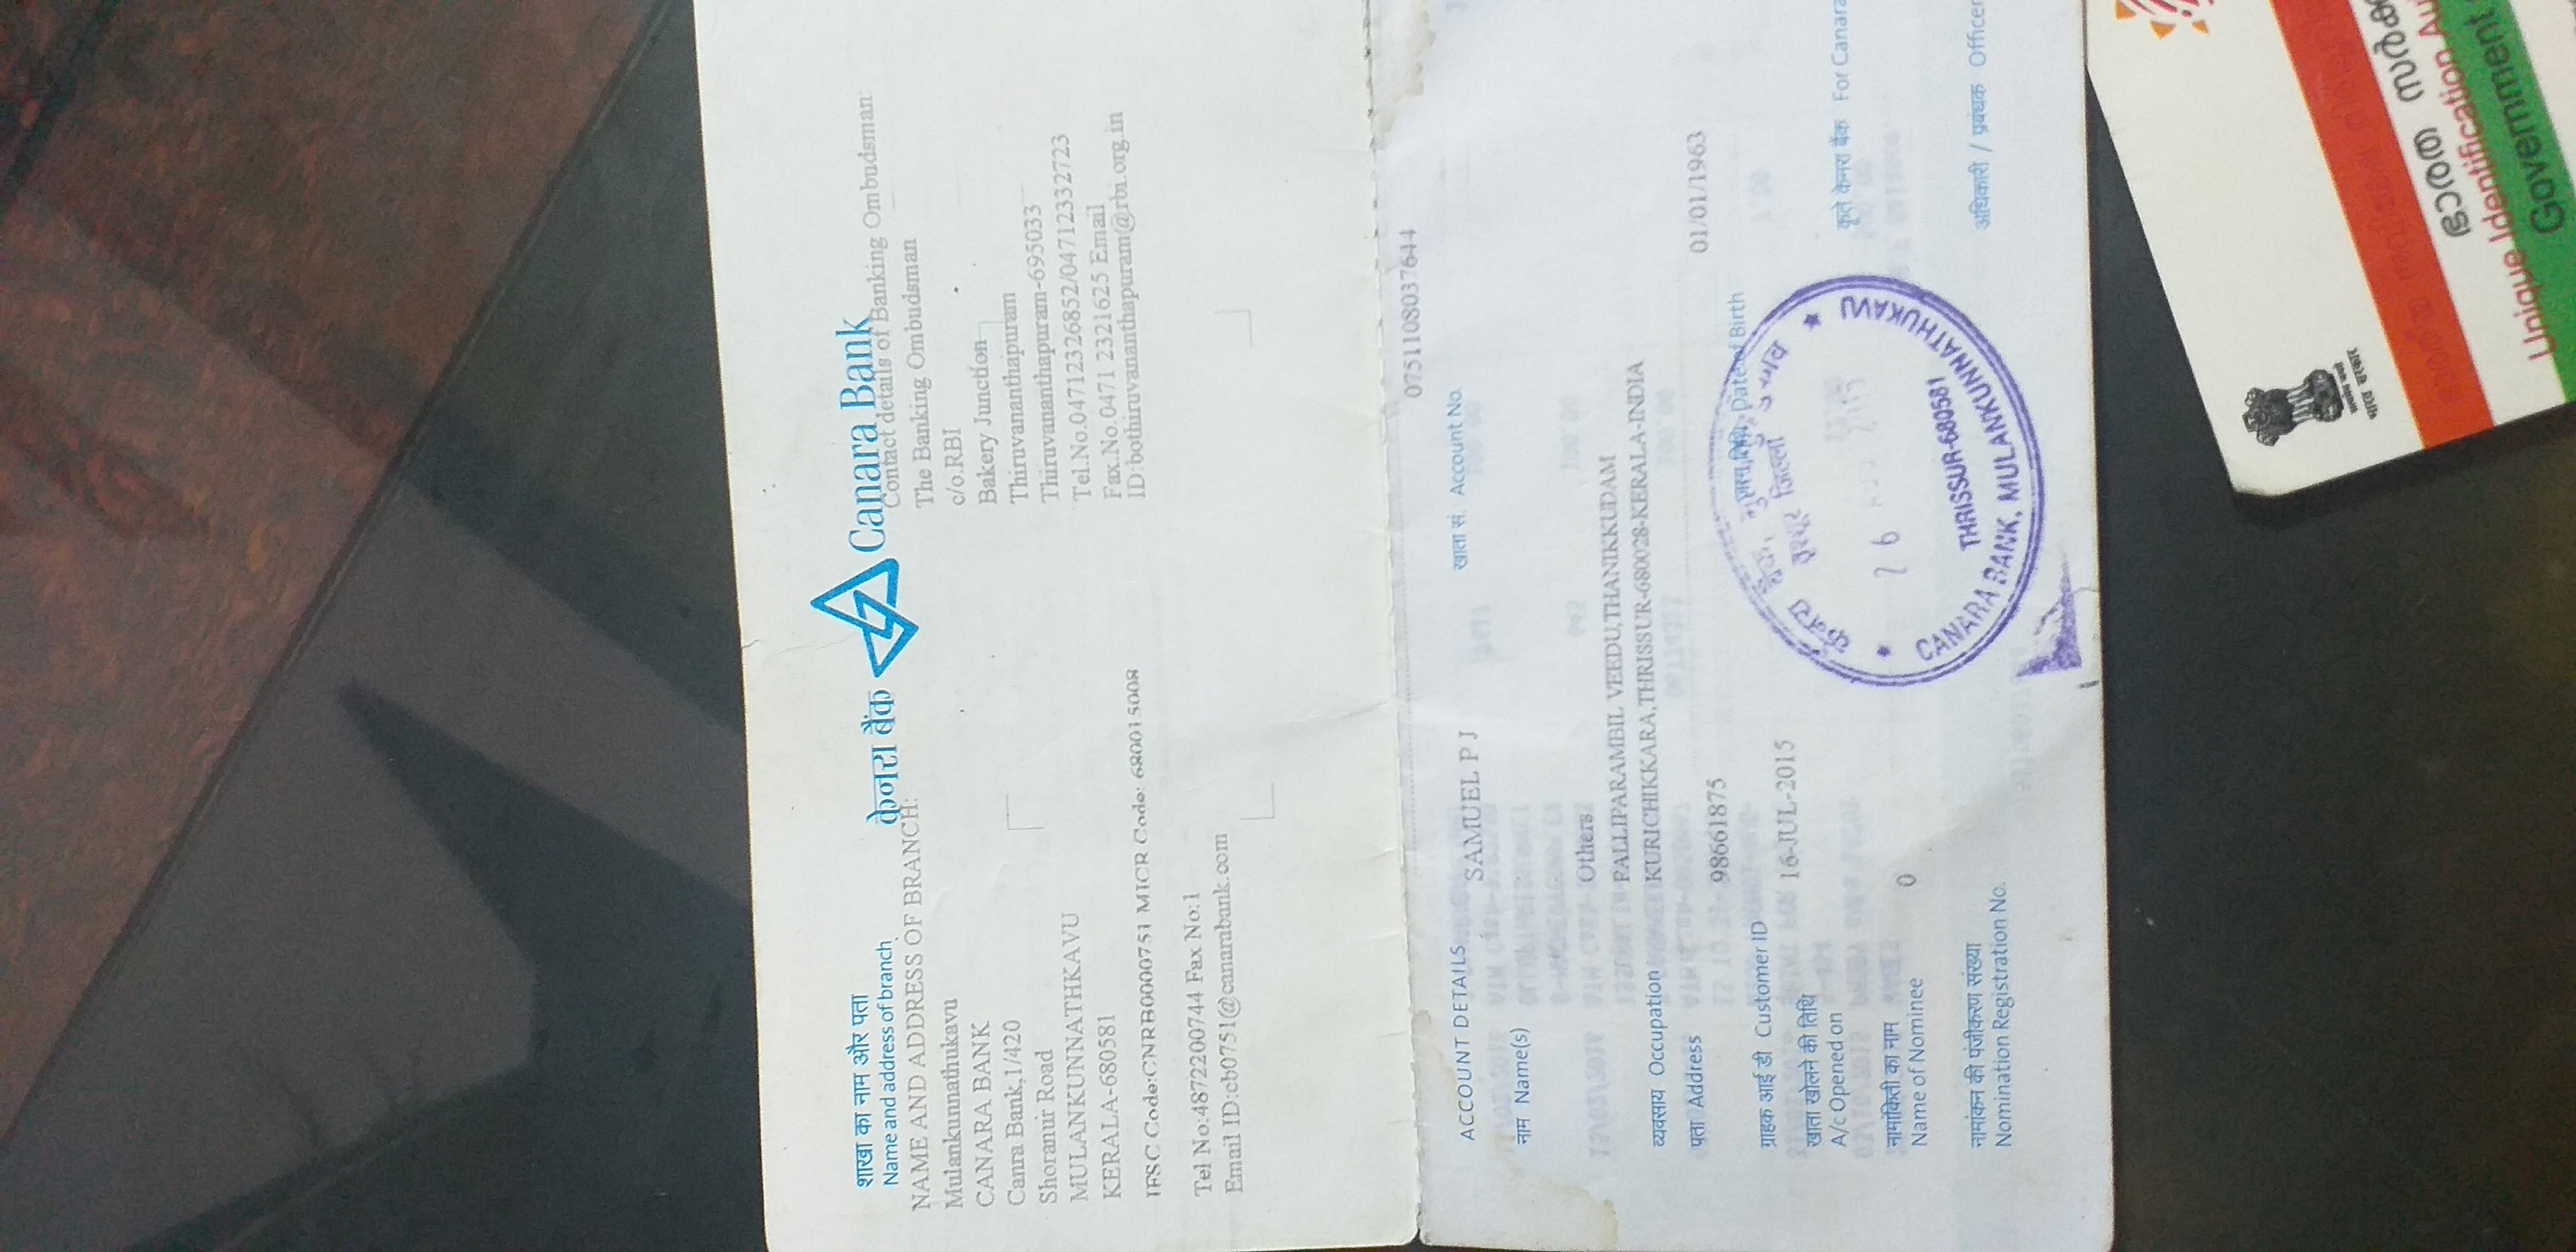 शाखा का नाम और पता
Name and address of branch
केनरा बैंक Canara Bank
NAME AND ADDRESS OF BRANCH:
Mulankunnathukavu
CANARA BANK
Canra Bank,1/420
Shoranur Road
MULANKUNNATHKAVU
KERALA-680581
IFSC Code:CNRB0000751 MICR Code: 680015008
Tel No:4872200744 Fax No:1
Email ID:cb0751@canarabank.com
Contact details of Banking Ombudsman:
The Banking Ombudsman
c/o.RBI
Bakery Junction
Thiruvananthapuram
Thiruvananthapuram-695033
Tel.No.04712326852/04712332723
Fax.No.0471 2321625 Email
ID:bothiruvananthapuram@rbi.org.in
0751108037644
ACCOUNT DETAILS
SAMUEL P J
खाता सं. Account No.
नाम Name(s)
Others
PALLIPARAMBIL VEEDU,THANIKKUDAM
व्यवसाय Occupation
KURICHIKKARA,THRISSUR-680028-KERALA-INDIA
पता Address
98661875
01/01/1963
जन्म तिथि Date of Birth
ग्राहक आई डी Customer ID
16-JUL-2015
खाता खोलने की तिथि
A/c Opened on
कृते केनरा बैंक For Canara
नामांकिती का नाम
Name of Nominee
0
नामांकन की पंजीकरण संख्या
Nomination Registration No.
अधिकारी / प्रबंधक Officer
केनरा बैंक,
जिल्ला
26
THRISSUR-680581
CANARA BANK, MULANKUNNATHUKAVU
भारत सरकार
ഭാരത
Unique Identification
Government